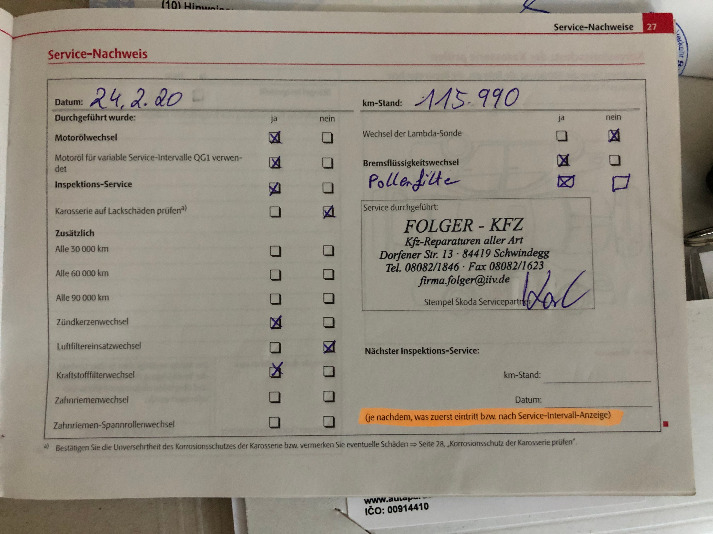 (10) Hinweise
Service-Nachweise 27
Service-Nachweis
Datum: 24.2.20
Durchgeführt wurde: ja nein
Motorölwechsel
Motoröl für variable Service-Intervalle QG1 verwen-
det
Inspektions-Service
Karosserie auf Lackschäden prüfen a)
Zusätzlich
Alle 30 000 km
Alle 60 000 km
Alle 90 000 km
Zündkerzenwechsel
Luftfiltereinsatzwechsel
Kraftstofffilterwechsel
Zahnriemenwechsel
Zahnriemen-Spannrollenwechsel
km-Stand: 115.990
ja nein
Wechsel der Lambda-Sonde
Bremsflüssigkeitswechsel
Pollenfilter
Service durchgeführt:
FOLGER - KFZ
Kfz-Reparaturen aller Art
Dorfener Str. 13 · 84419 Schwindegg
Tel. 08082/1846 · Fax 08082/1623
firma.folger@iiv.de
Stempel Skoda Servicepartner
Nächster Inspektions-Service:
km-Stand:
Datum:
(je nachdem, was zuerst eintritt bzw. nach Service-Intervall-Anzeige)
a) Bestätigen Sie die Unversehrtheit des Korrosionsschutzes der Karosserie bzw. vermerken Sie eventuelle Schäden ⇒ Seite 28, „Korrosionsschutz der Karosserie prüfen".
IČO: 00914410